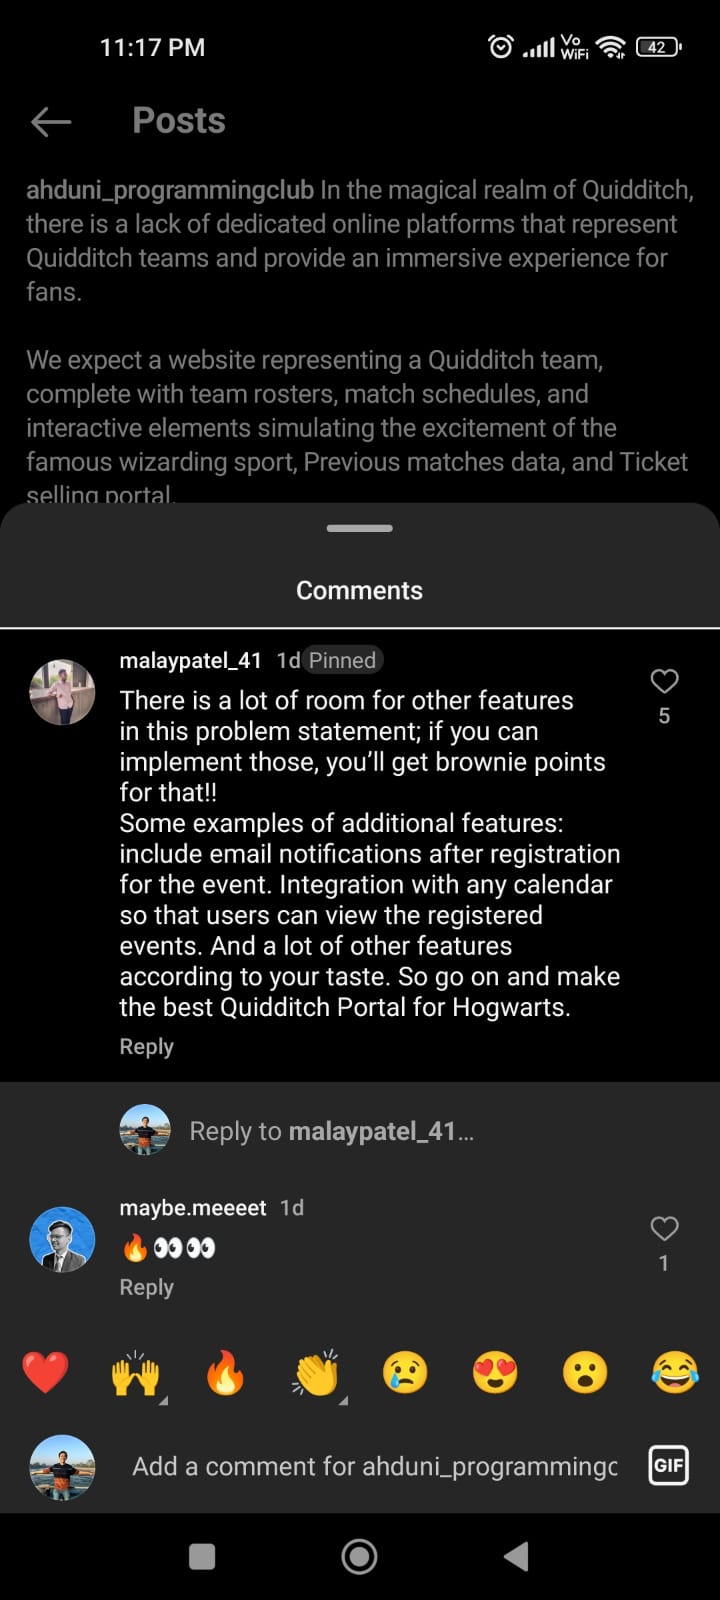 11:17 PM
Vo
WiFi
42
Posts
ahduni_programmingclub In the magical realm of Quidditch,
there is a lack of dedicated online platforms that represent
Quidditch teams and provide an immersive experience for
fans.
We expect a website representing a Quidditch team,
complete with team rosters, match schedules, and
interactive elements simulating the excitement of the
famous wizarding sport, Previous matches data, and Ticket
selling portal.
Comments
malaypatel_41 1d Pinned
There is a lot of room for other features
in this problem statement; if you can
implement those, you’ll get brownie points
for that!!
Some examples of additional features:
include email notifications after registration
for the event. Integration with any calendar
so that users can view the registered
events. And a lot of other features
according to your taste. So go on and make
the best Quidditch Portal for Hogwarts.
5
Reply
Reply to malaypatel_41...
maybe.meeeet 1d
🔥👀👀
1
Reply
Add a comment for ahduni_programmingc
GIF